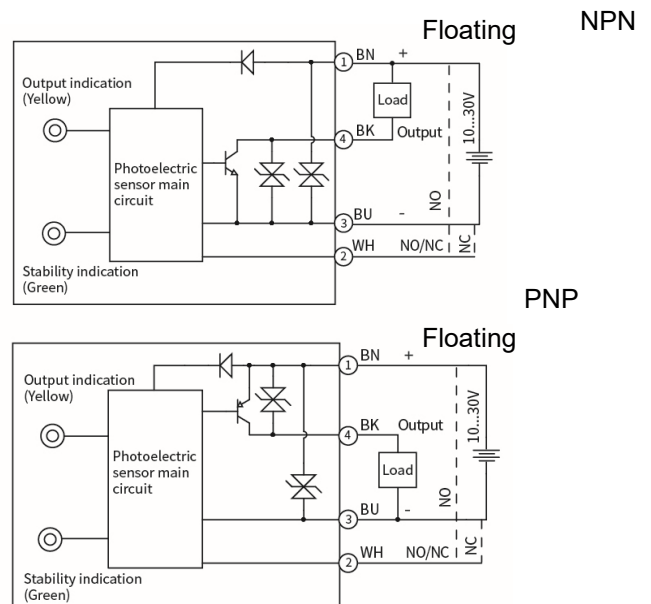 NPN
Floating
1 BN +
Output indication
(Yellow)
Load
10...30V
4 BK Output
Photoelectric
sensor main
circuit
NO
3 BU -
2 WH NO/NC NC
Stability indication
(Green)
PNP
Floating
1 BN +
Output indication
(Yellow)
10...30V
4 BK Output
Photoelectric
sensor main
circuit
Load
NO
3 BU -
2 WH NO/NC NC
Stability indication
(Green)